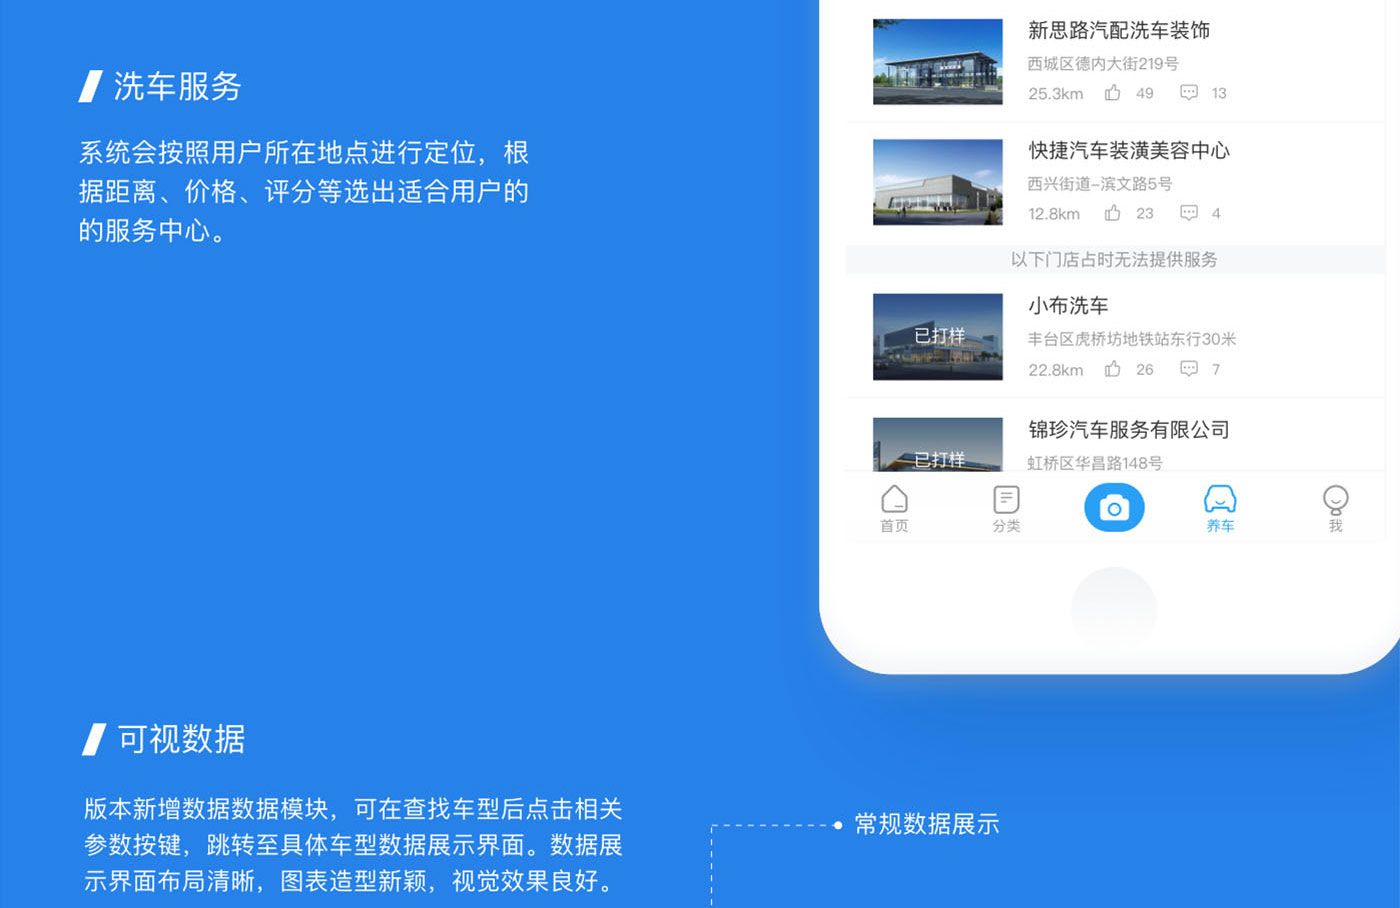 洗车服务
系统会按照用户所在地点进行定位，根
据距离、价格、评分等选出适合用户的
的服务中心。
新思路汽配洗车装饰
西城区德内大街219号
25.3km 49 13
快捷汽车装潢美容中心
西兴街道-滨文路5号
12.8km 23 4
以下门店占时无法提供服务
已打样
小布洗车
丰台区虎桥坊地铁站东行30米
22.8km 26 7
已打样
锦珍汽车服务有限公司
虹桥区华昌路148号
首页 分类 养车 我
可视数据
版本新增数据数据模块，可在查找车型后点击相关
参数按键，跳转至具体车型数据展示界面。数据展
示界面布局清晰，图表造型新颖，视觉效果良好。
常规数据展示